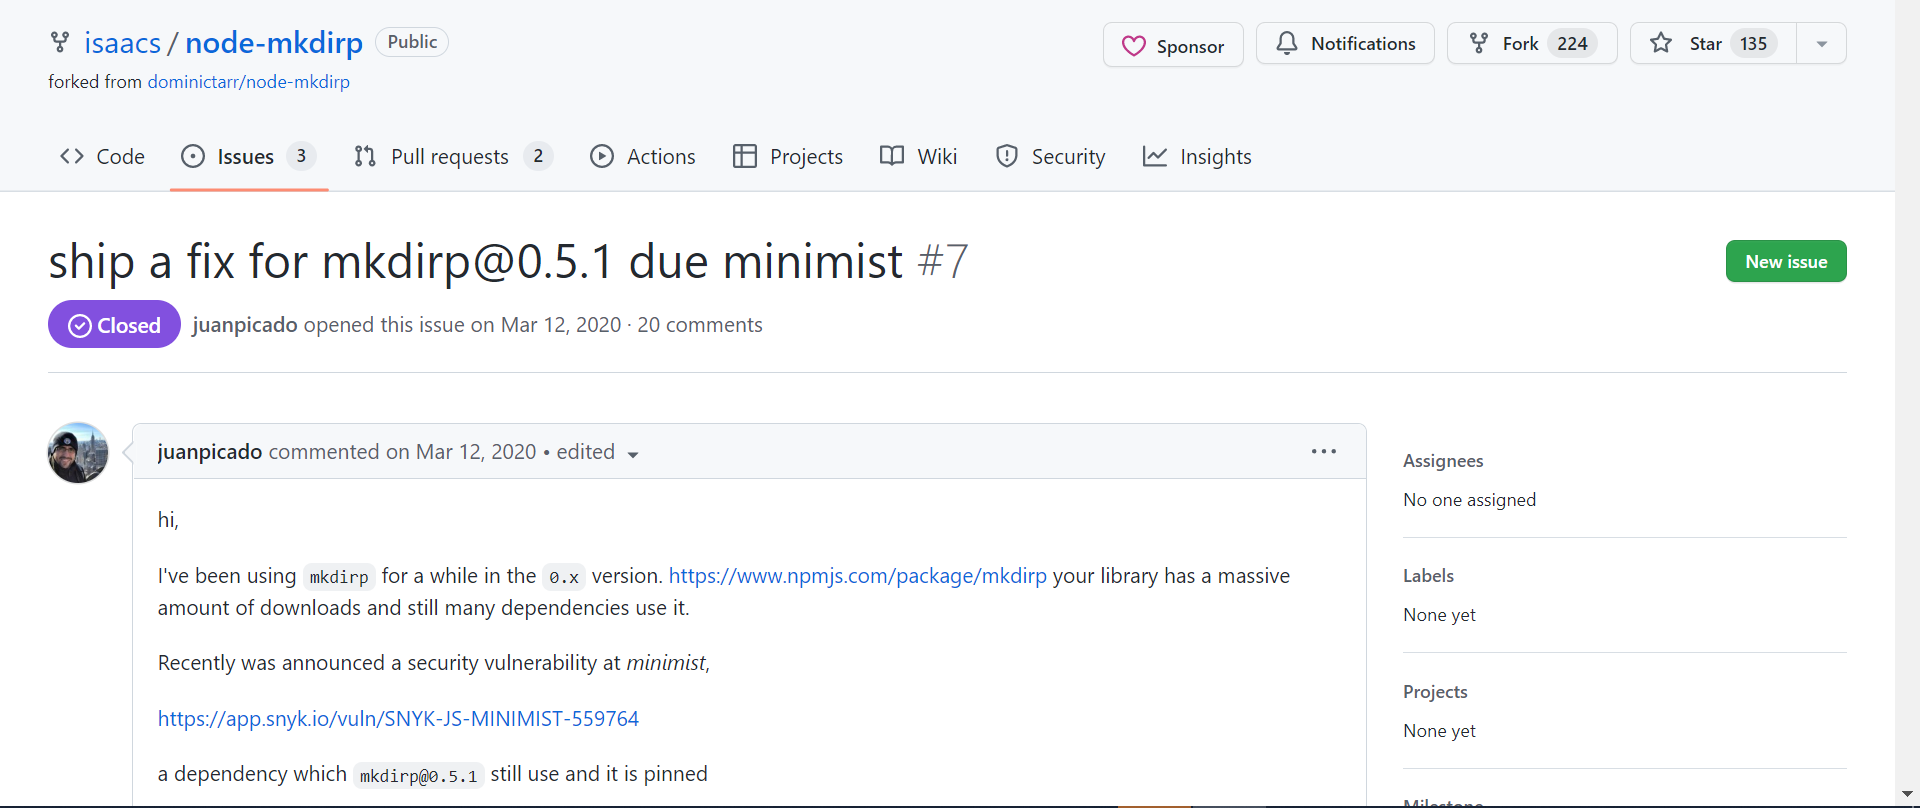 isaacs / node-mkdirp Public
Sponsor Notifications Fork 224 Star 135
forked from dominictarr/node-mkdirp
Code Issues 3 Pull requests 2 Actions Projects Wiki Security Insights
ship a fix for mkdirp@0.5.1 due minimist #7
New issue
Closed juanpicado opened this issue on Mar 12, 2020 · 20 comments
juanpicado commented on Mar 12, 2020 • edited
hi,
I've been using mkdirp for a while in the 0.x version. https://www.npmjs.com/package/mkdirp your library has a massive
amount of downloads and still many dependencies use it.
Recently was announced a security vulnerability at minimist,
https://app.snyk.io/vuln/SNYK-JS-MINIMIST-559764
a dependency which mkdirp@0.5.1 still use and it is pinned
Assignees
No one assigned
Labels
None yet
Projects
None yet
Milestone